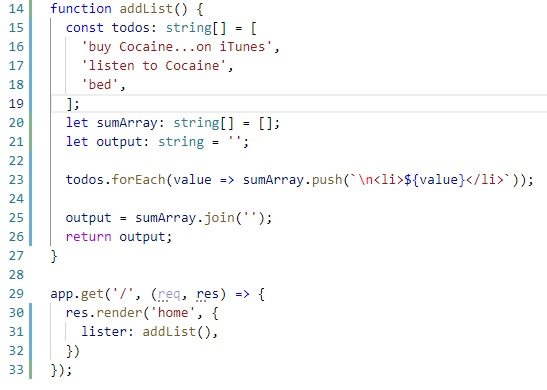 14 function addList() {
15   const todos: string[] = [
16     'buy Cocaine...on iTunes',
17     'listen to Cocaine',
18     'bed',
19   ];
20   let sumArray: string[] = [];
21   let output: string = '';
22
23   todos.forEach(value => sumArray.push(`\n<li>${value}</li>`));
24
25   output = sumArray.join('');
26   return output;
27 }
28
29 app.get('/', (req, res) => {
30   res.render('home', {
31     lister: addList(),
32   })
33 });